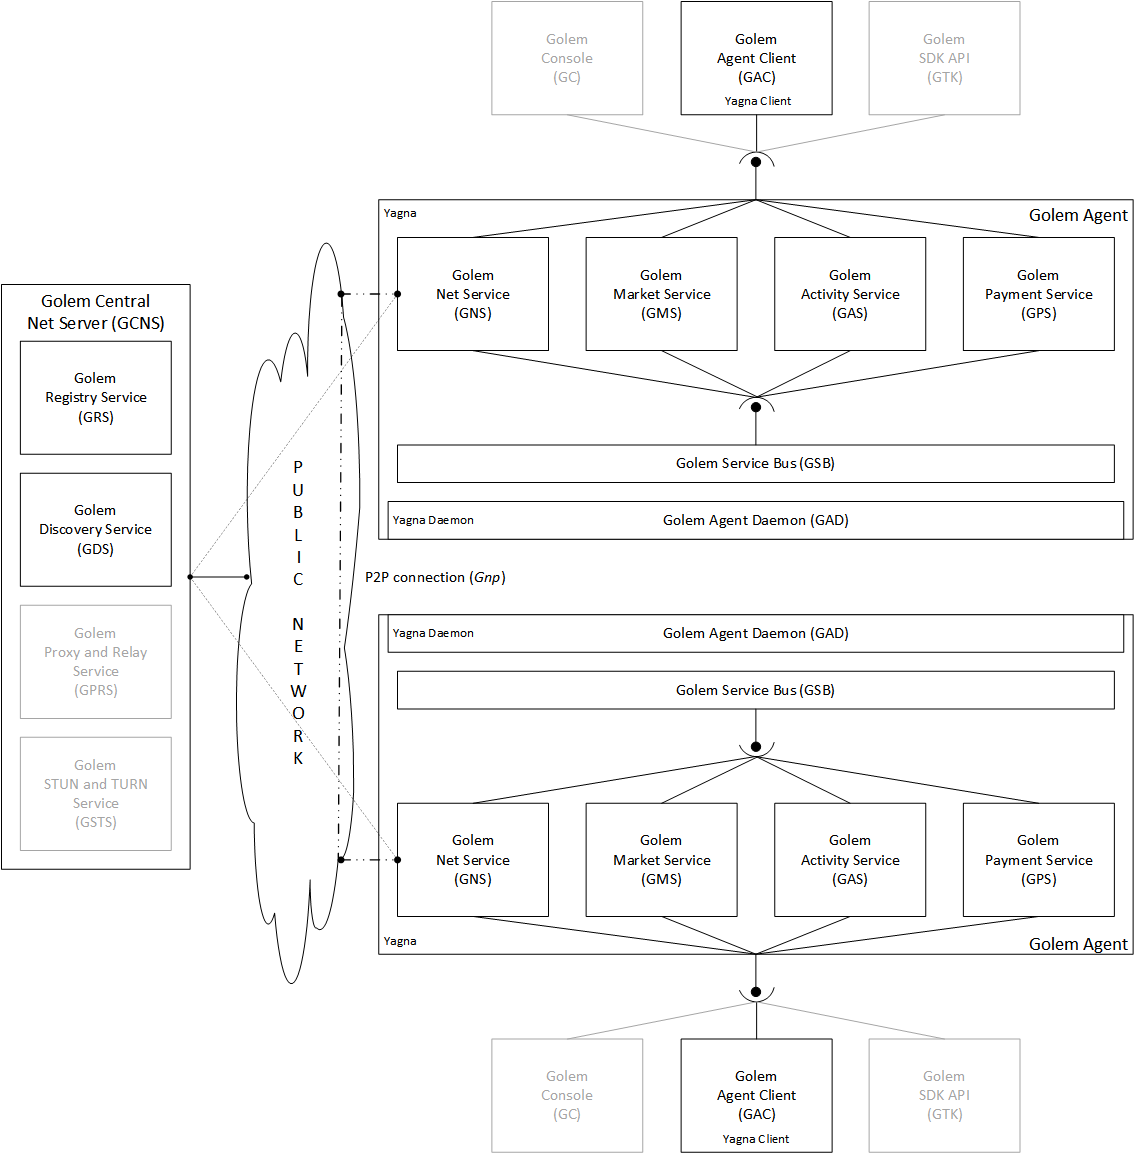 Golem
Console
(GC)
Golem
Agent Client
(GAC)
Yagna Client
Golem
SDK API
(GTK)
Yagna
Golem Agent
Golem
Net Service
(GNS)
Golem
Market Service
(GMS)
Golem
Activity Service
(GAS)
Golem
Payment Service
(GPS)
Golem Service Bus (GSB)
Yagna Daemon
Golem Agent Daemon (GAD)
Golem Central
Net Server (GCNS)
Golem
Registry Service
(GRS)
Golem
Discovery Service
(GDS)
Golem
Proxy and Relay
Service
(GPRS)
Golem
STUN and TURN
Service
(GSTS)
PUBLIC NETWORK
P2P connection (Gnp)
Yagna Daemon
Golem Agent Daemon (GAD)
Golem Service Bus (GSB)
Golem
Net Service
(GNS)
Golem
Market Service
(GMS)
Golem
Activity Service
(GAS)
Golem
Payment Service
(GPS)
Yagna
Golem Agent
Golem
Console
(GC)
Golem
Agent Client
(GAC)
Yagna Client
Golem
SDK API
(GTK)